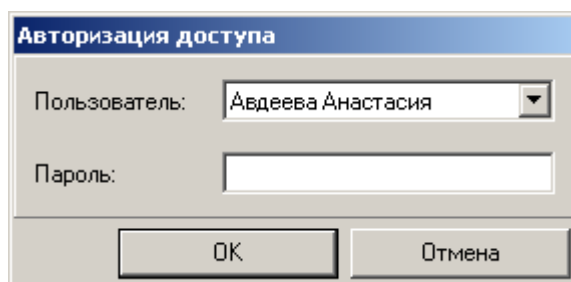 Авторизация доступа
Пользователь: Авдеева Анастасия
Пароль:
OK Отмена